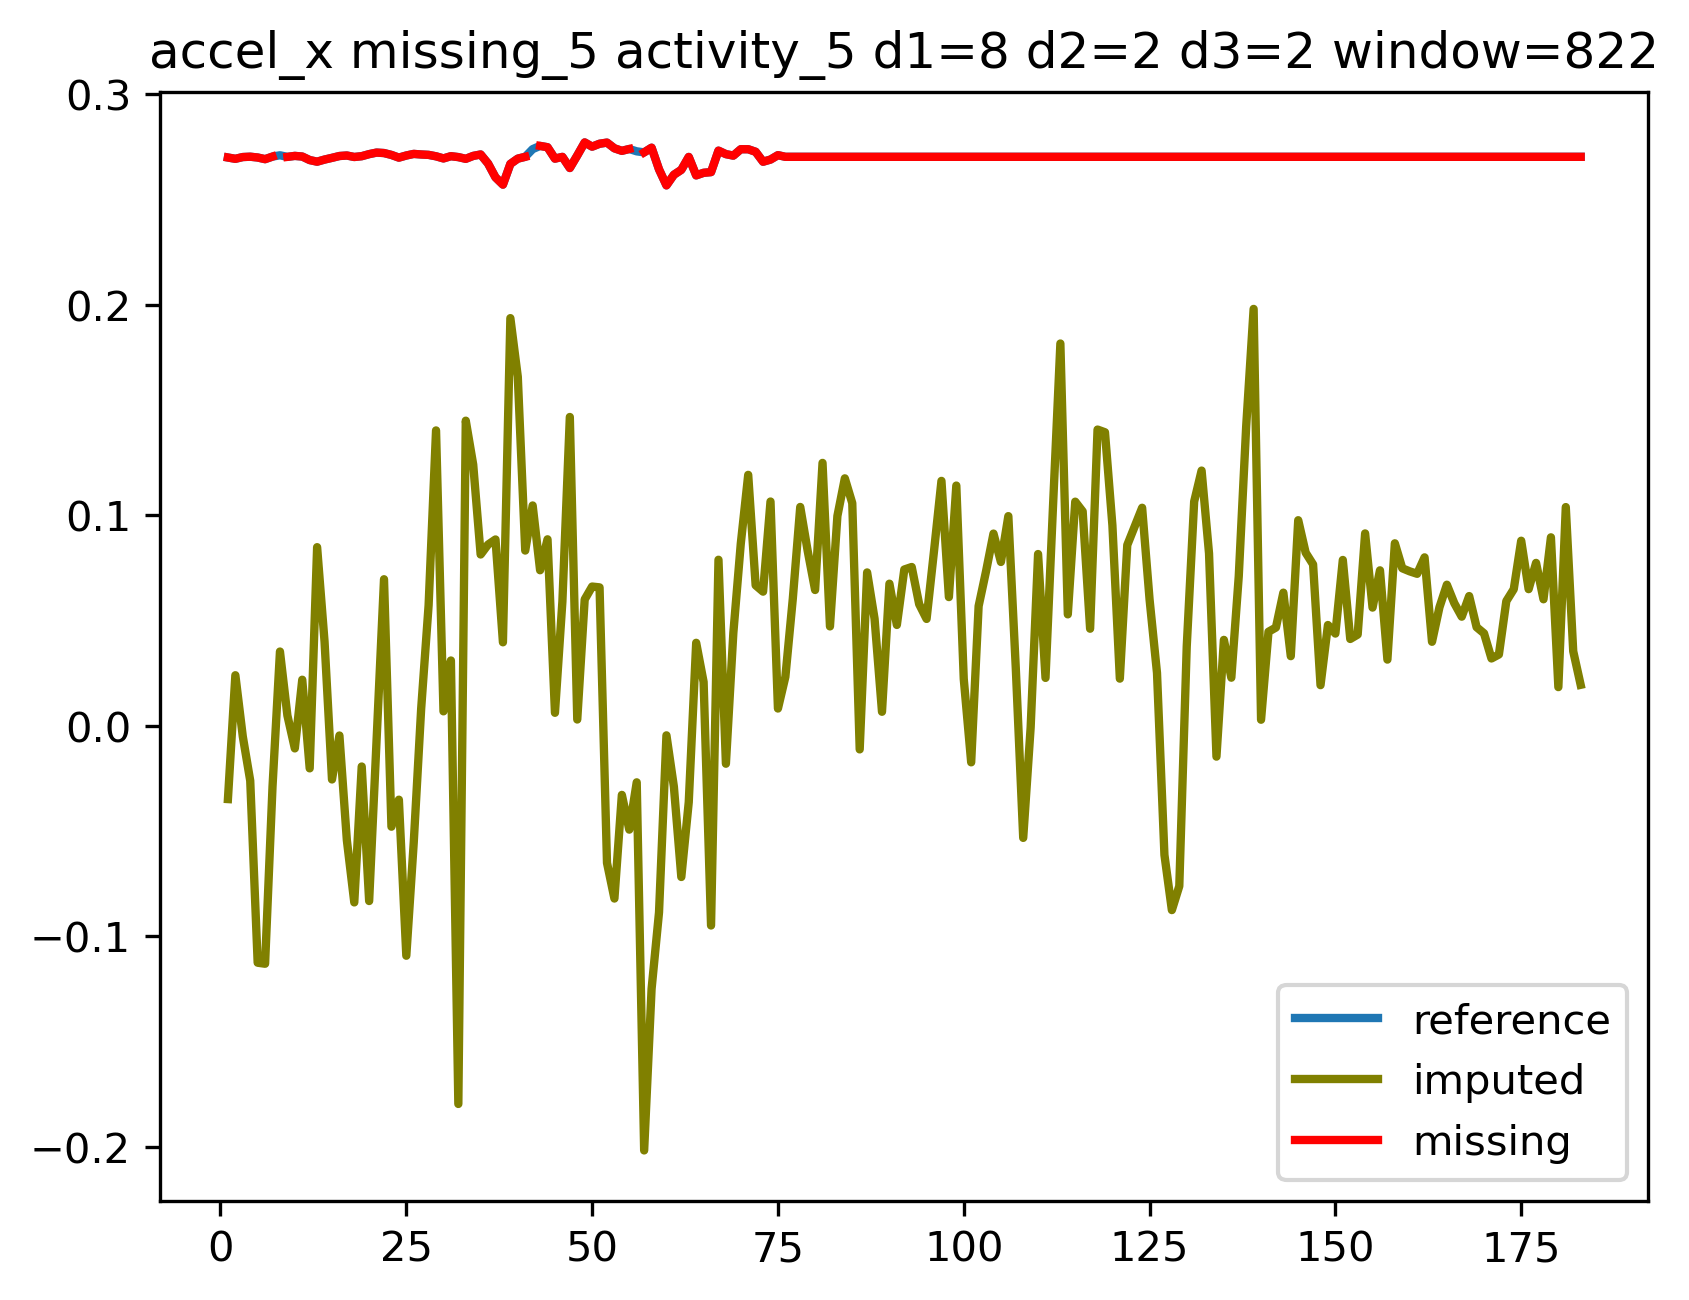 accel_x missing_5 activity_5 d1=8 d2=2 d3=2 window=822
0.3
0.2
0.1
0.0
−0.1
−0.2
reference
imputed
missing
0 25 50 75 100 125 150 175